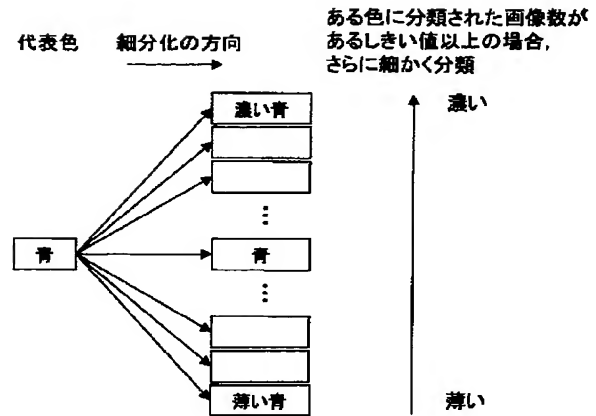 代表色 細分化の方向
ある色に分類された画像数が
あるしきい値以上の場合,
さらに細かく分類
濃い青
濃い
⋮
青
青
⋮
薄い青
薄い